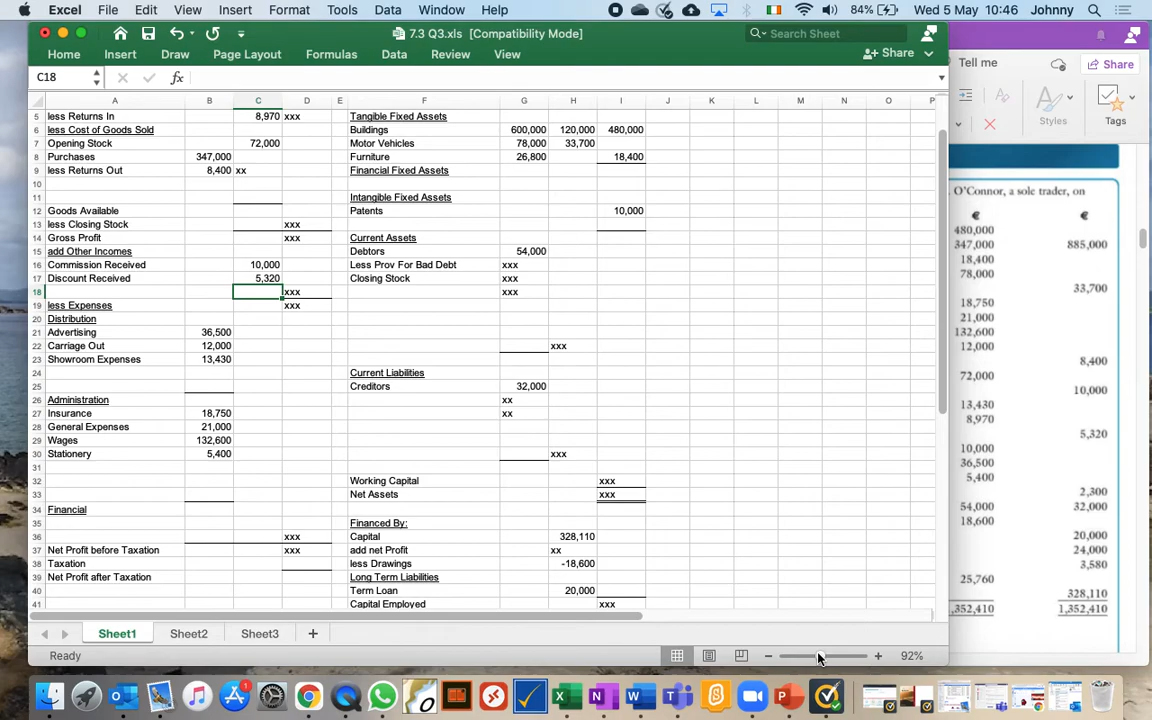 Excel File Edit View Insert Format Tools Data Window Help 84% Wed 5 May 10:46 Johnny
7.3 Q3.xls [Compatibility Mode] Search Sheet
Home Insert Draw Page Layout Formulas Data Review View Share
Tell me Share
C18 fx
Styles Tags
A B C D E F G H I J K L M N O P
5 less Returns In 8,970 xxx Tangible Fixed Assets
6 less Cost of Goods Sold Buildings 600,000 120,000 480,000
7 Opening Stock 72,000 Motor Vehicles 78,000 33,700
8 Purchases 347,000 Furniture 26,800 18,400
9 less Returns Out 8,400 xx Financial Fixed Assets
10
11 Intangible Fixed Assets
12 Goods Available Patents 10,000
13 less Closing Stock xxx
14 Gross Profit xxx Current Assets
15 add Other Incomes Debtors 54,000
16 Commission Received 10,000 Less Prov For Bad Debt xxx
17 Discount Received 5,320 Closing Stock xxx
18 xxx xxx
19 less Expenses xxx
20 Distribution
21 Advertising 36,500
22 Carriage Out 12,000 xxx
23 Showroom Expenses 13,430
24 Current Liabilities
25 Creditors 32,000
26 Administration xx
27 Insurance 18,750 xx
28 General Expenses 21,000
29 Wages 132,600
30 Stationery 5,400 xxx
31
32 Working Capital xxx
33 Net Assets xxx
34 Financial
35 Financed By:
36 xxx Capital 328,110
37 Net Profit before Taxation xxx add net Profit xx
38 Taxation less Drawings -18,600
39 Net Profit after Taxation Long Term Liabilities
40 Term Loan 20,000
41 Capital Employed xxx
Sheet1 Sheet2 Sheet3 +
Ready 92%
O'Connor, a sole trader, on
€ €
480,000
347,000 885,000
18,400
78,000
33,700
18,750
21,000
132,600
12,000
8,400
72,000
10,000
13,430
8,970
5,320
10,000
36,500
5,400
2,300
54,000 32,000
18,600
20,000
24,000
3,580
25,760
328,110
1,352,410 1,352,410